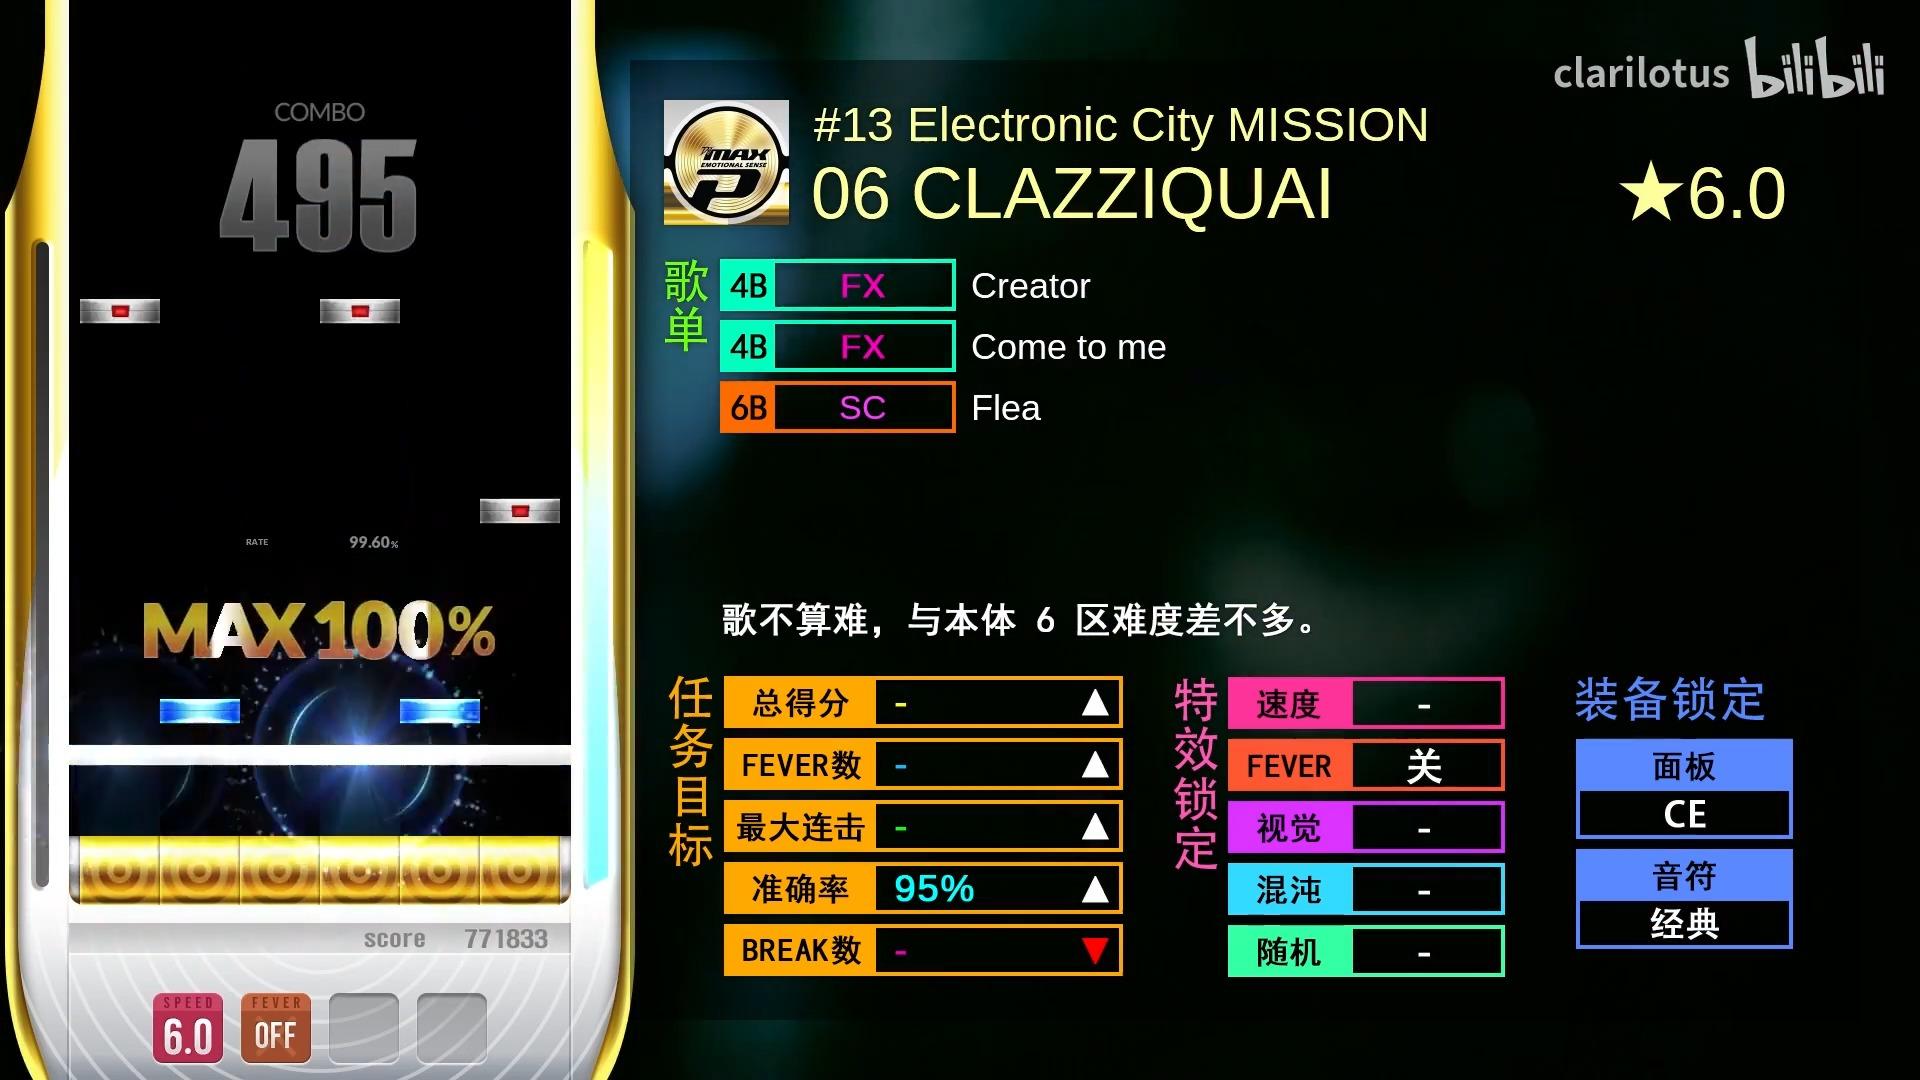 clarilotus bilibili
COMBO
495
RATE 99.60%
MAX 100%
score 771833
SPEED
6.0
FEVER
OFF
MAX
EMOTIONAL SENSE
#13 Electronic City MISSION
06 CLAZZIQUAI
★6.0
歌单
4B FX Creator
4B FX Come to me
6B SC Flea
歌不算难，与本体 6 区难度差不多。
任务目标
总得分 - ▲
FEVER数 - ▲
最大连击 - ▲
准确率 95% ▲
BREAK数 - ▼
特效锁定
速度 -
FEVER 关
视觉 -
混沌 -
随机 -
装备锁定
面板
CE
音符
经典